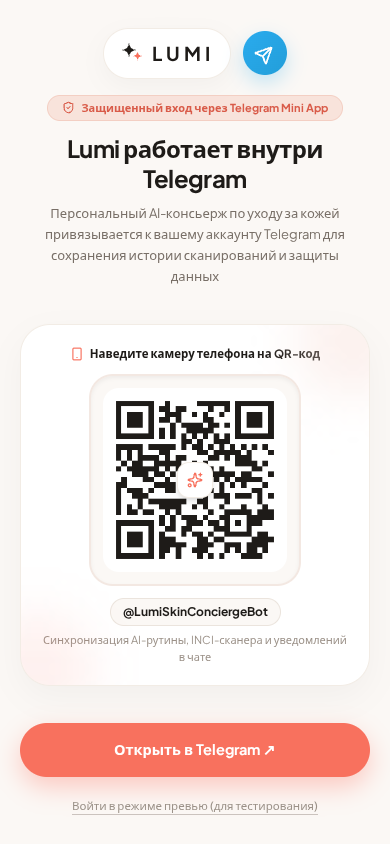 LUMI
Защищенный вход через Telegram Mini App
Lumi работает внутри
Telegram
Персональный AI-консьерж по уходу за кожей
привязывается к вашему аккаунту Telegram для
сохранения истории сканирований и защиты
данных
Наведите камеру телефона на QR-код
@LumiSkinConciergeBot
Синхронизация AI-рутины, INCI-сканера и уведомлений
в чате
Открыть в Telegram ↗
Войти в режиме превью (для тестирования)